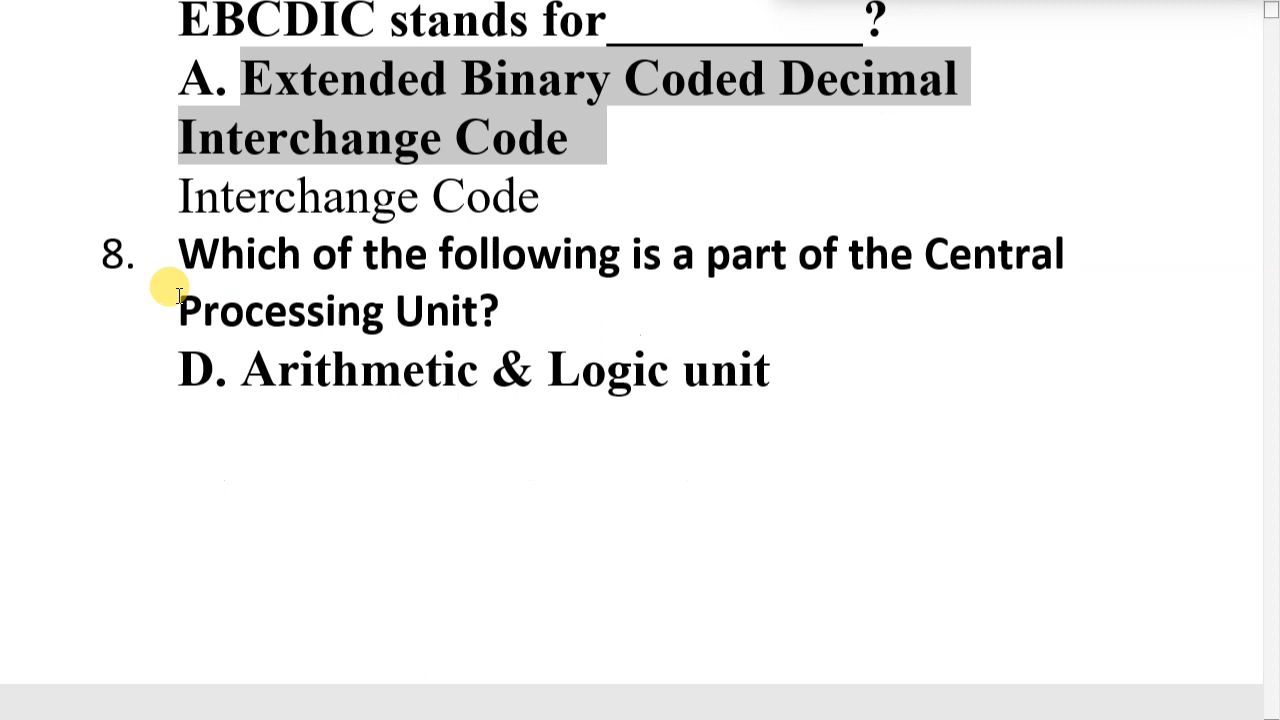 EBCDIC stands for__________?
A. Extended Binary Coded Decimal
Interchange Code
Interchange Code
8. Which of the following is a part of the Central
Processing Unit?
D. Arithmetic & Logic unit